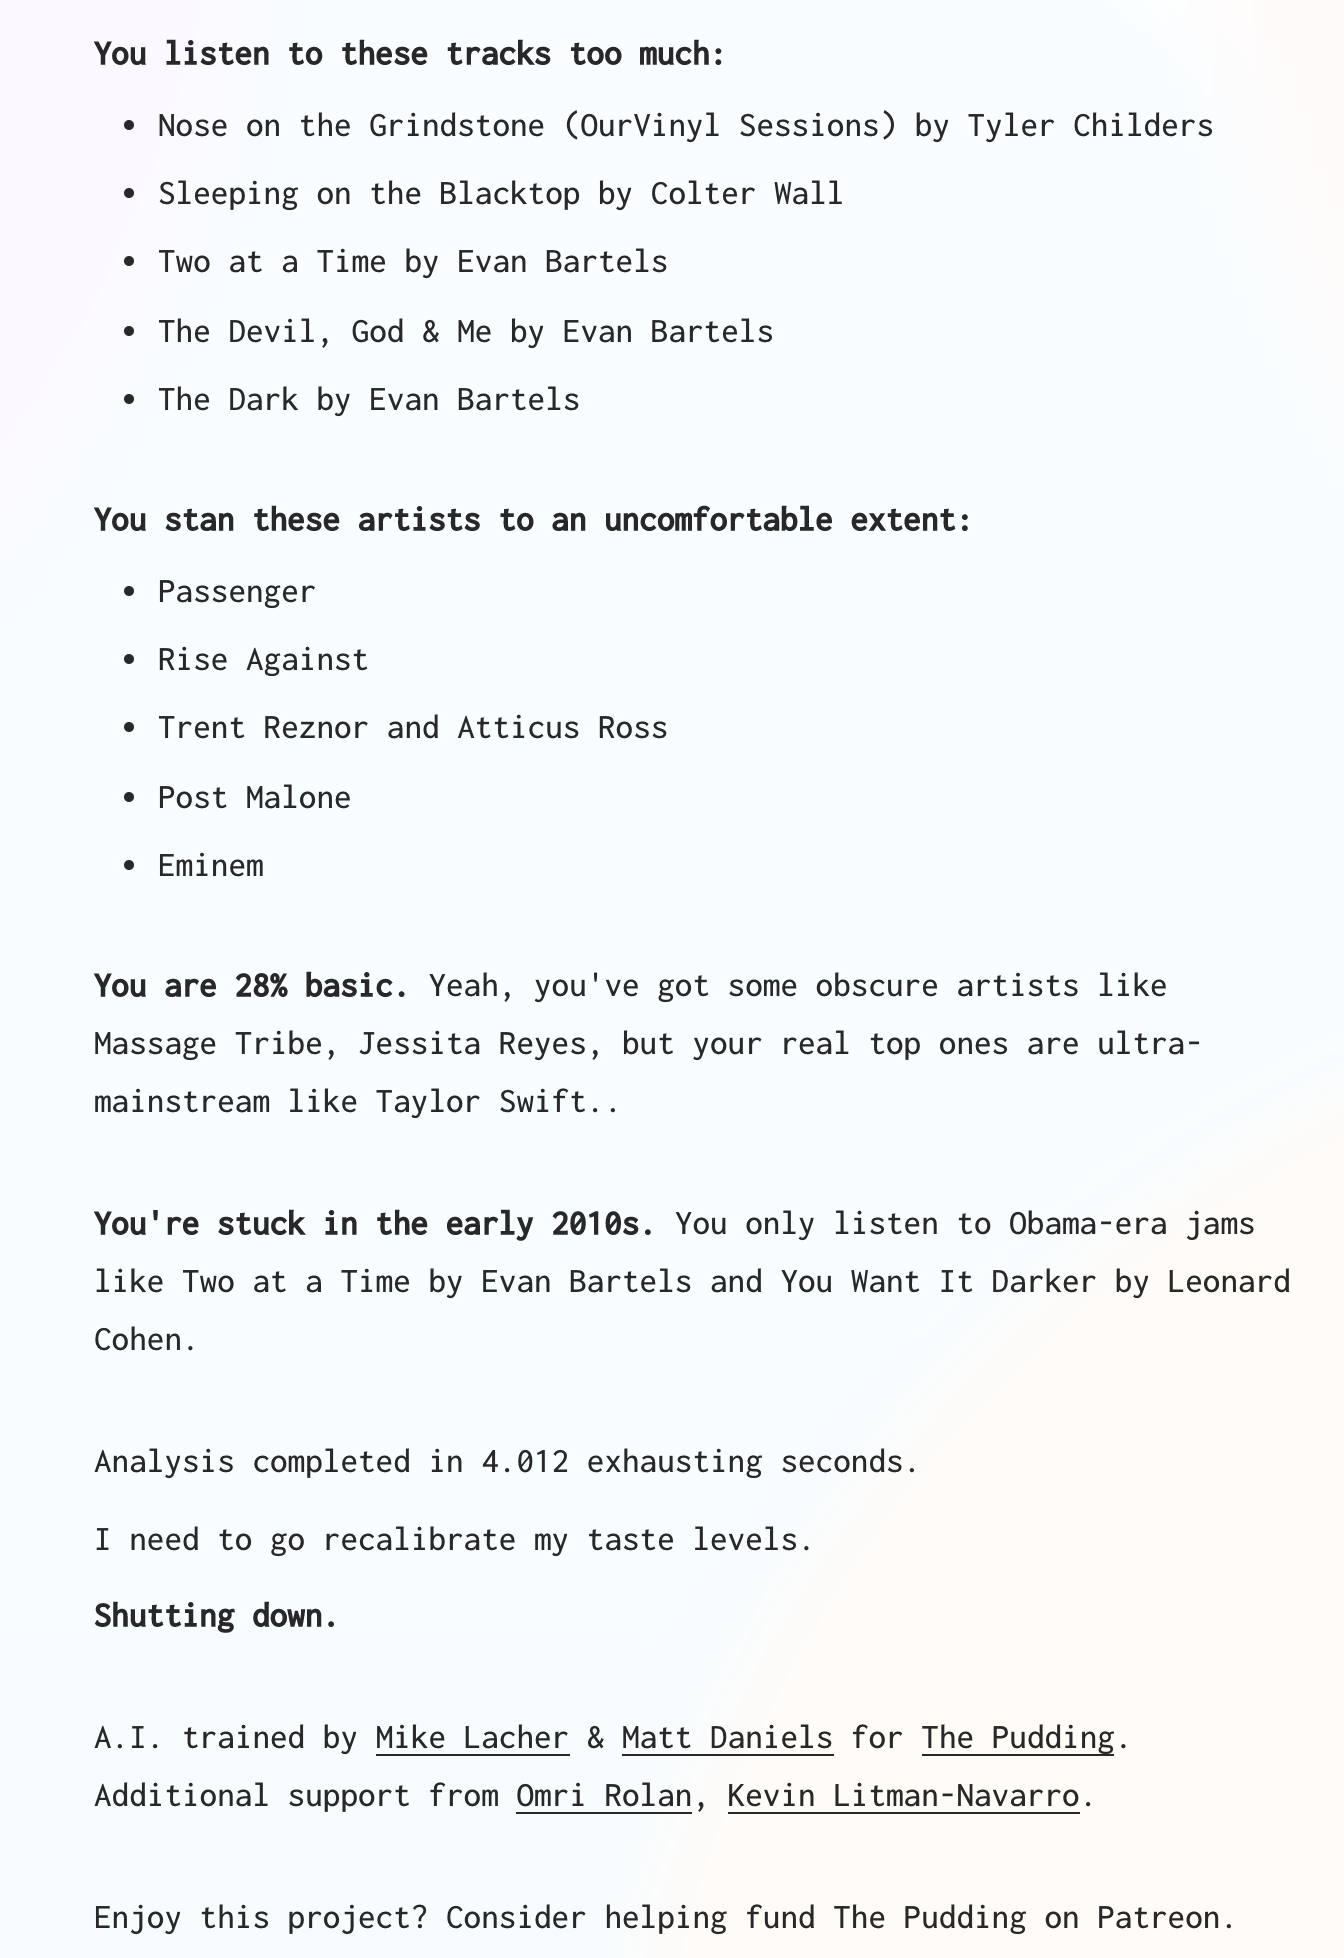 You listen to these tracks too much:
• Nose on the Grindstone (OurVinyl Sessions) by Tyler Childers
• Sleeping on the Blacktop by Colter Wall
• Two at a Time by Evan Bartels
• The Devil, God & Me by Evan Bartels
• The Dark by Evan Bartels
You stan these artists to an uncomfortable extent:
• Passenger
• Rise Against
• Trent Reznor and Atticus Ross
• Post Malone
• Eminem
You are 28% basic. Yeah, you've got some obscure artists like
Massage Tribe, Jessita Reyes, but your real top ones are ultra-
mainstream like Taylor Swift..
You're stuck in the early 2010s. You only listen to Obama-era jams
like Two at a Time by Evan Bartels and You Want It Darker by Leonard
Cohen.
Analysis completed in 4.012 exhausting seconds.
I need to go recalibrate my taste levels.
Shutting down.
A.I. trained by Mike Lacher & Matt Daniels for The Pudding.
Additional support from Omri Rolan, Kevin Litman-Navarro.
Enjoy this project? Consider helping fund The Pudding on Patreon.